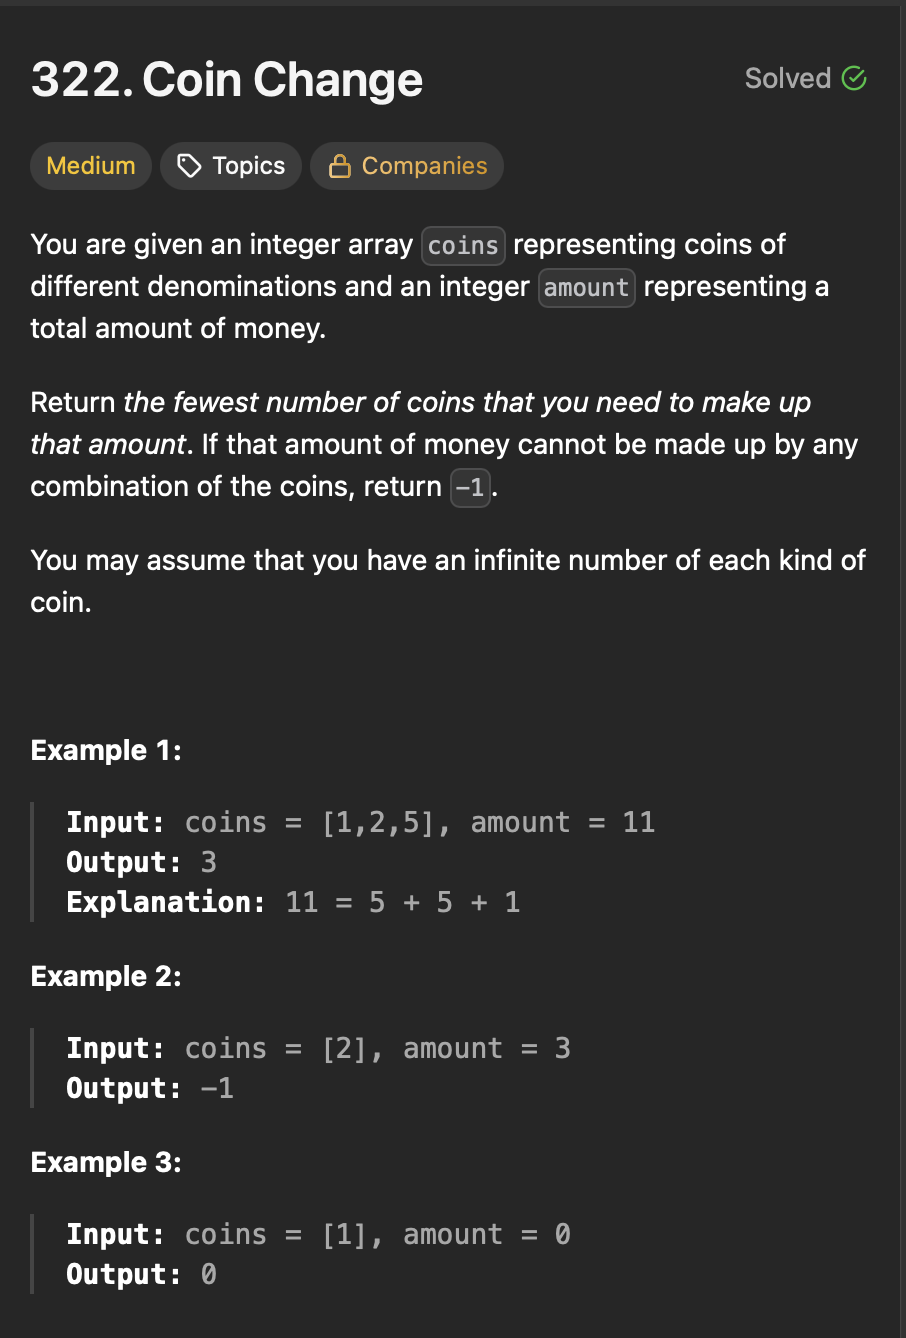 322. Coin Change
Solved
Medium
Topics
Companies
You are given an integer array coins representing coins of
different denominations and an integer amount representing a
total amount of money.
Return the fewest number of coins that you need to make up
that amount. If that amount of money cannot be made up by any
combination of the coins, return -1.
You may assume that you have an infinite number of each kind of
coin.
Example 1:
Input: coins = [1,2,5], amount = 11
Output: 3
Explanation: 11 = 5 + 5 + 1
Example 2:
Input: coins = [2], amount = 3
Output: -1
Example 3:
Input: coins = [1], amount = 0
Output: 0